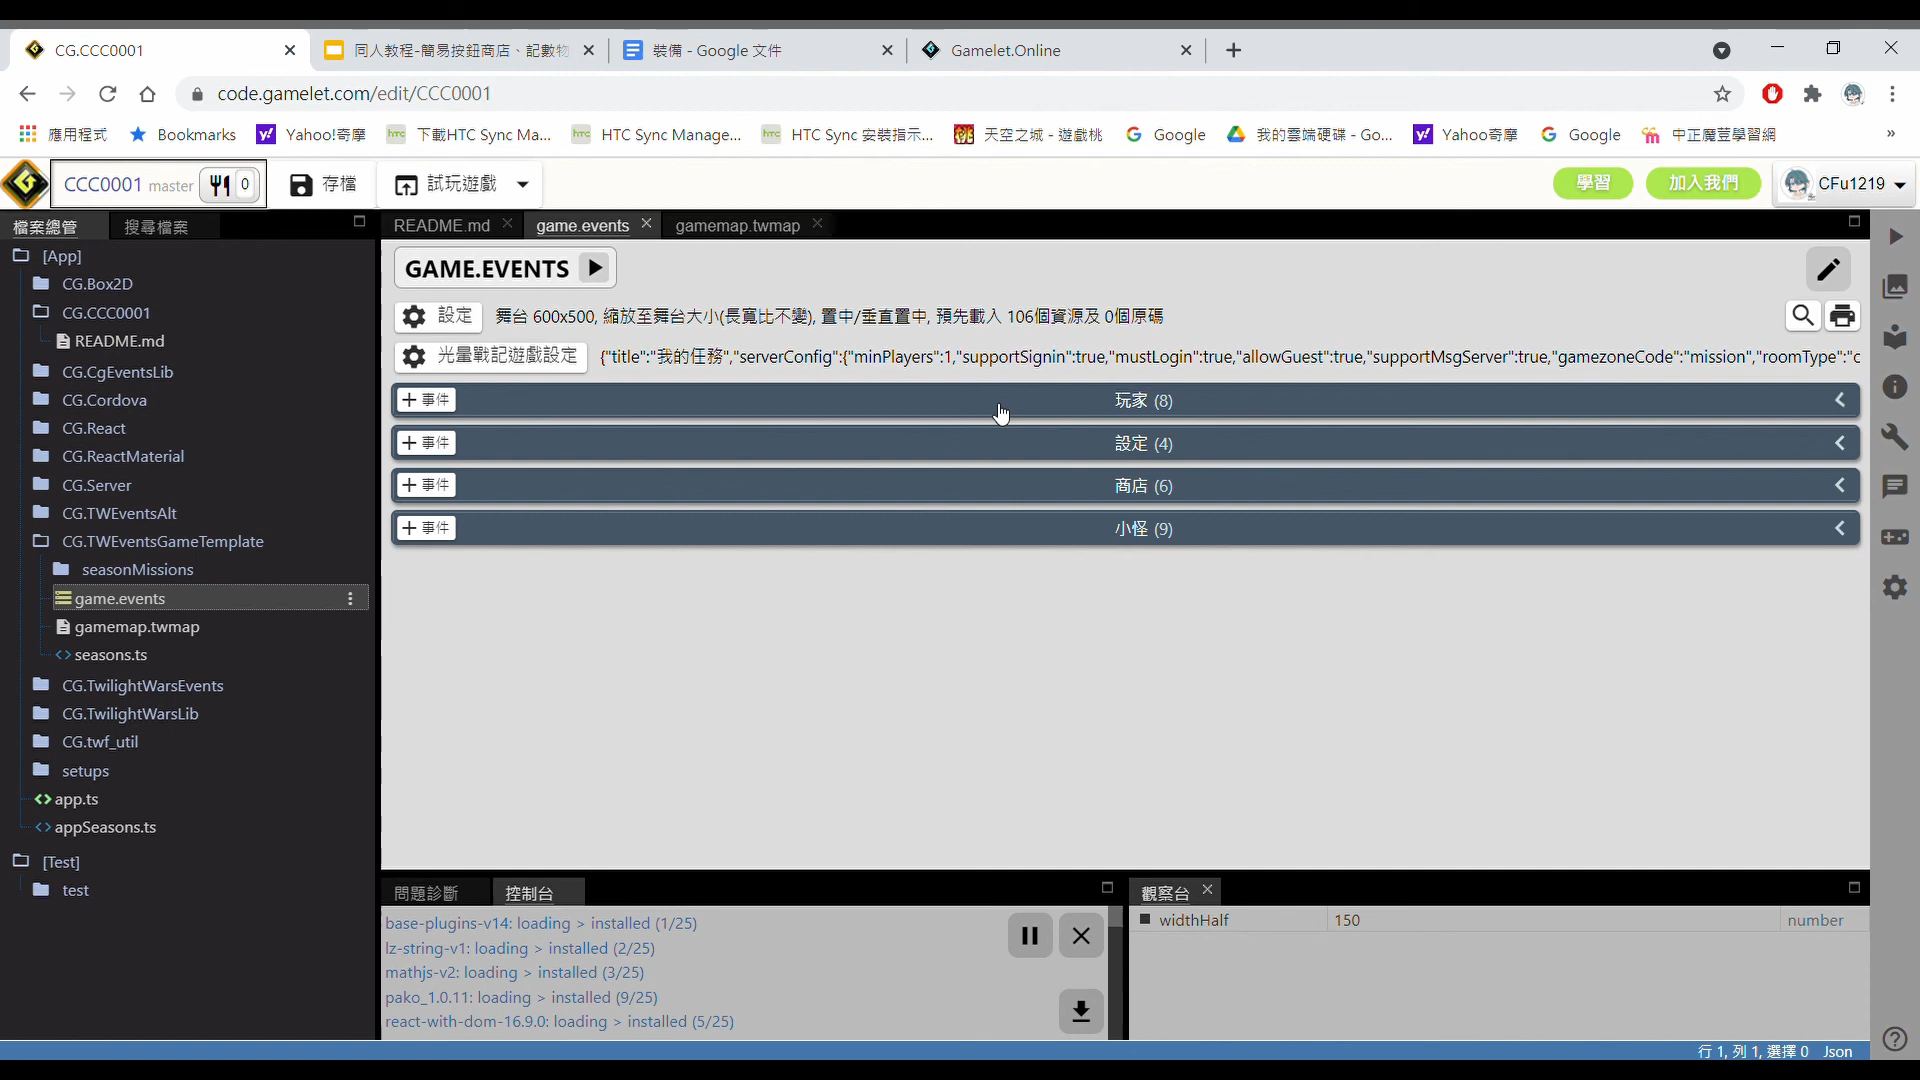 CG.CCC0001
同人教程-簡易按鈕商店、記數物
裝備 - Google 文件
Gamelet.Online
code.gamelet.com/edit/CCC0001
應用程式
Bookmarks
Yahoo!奇摩
下載HTC Sync Ma...
HTC Sync Manage...
HTC Sync 安裝指示...
天空之城 - 遊戲桃
Google
我的雲端硬碟 - Go...
Yahoo奇摩
Google
中正魔荳學習網
CCC0001 master
0
存檔
試玩遊戲
學習
加入我們
CFu1219
檔案總管
搜尋檔案
README.md
game.events
gamemap.twmap
[App]
CG.Box2D
CG.CCC0001
README.md
CG.CgEventsLib
CG.Cordova
CG.React
CG.ReactMaterial
CG.Server
CG.TWEventsAlt
CG.TWEventsGameTemplate
seasonMissions
game.events
gamemap.twmap
seasons.ts
CG.TwilightWarsEvents
CG.TwilightWarsLib
CG.twf_util
setups
app.ts
appSeasons.ts
[Test]
test
GAME.EVENTS
設定
舞台 600x500, 縮放至舞台大小(長寬比不變), 置中/垂直置中, 預先載入 106個資源及 0個原碼
光暈戰記遊戲設定
{"title":"我的任務","serverConfig":{"minPlayers":1,"supportSignin":true,"mustLogin":true,"allowGuest":true,"supportMsgServer":true,"gamezoneCode":"mission","roomType":"c
+ 事件
玩家 (8)
+ 事件
設定 (4)
+ 事件
商店 (6)
+ 事件
小怪 (9)
問題診斷
控制台
base-plugins-v14: loading > installed (1/25)
lz-string-v1: loading > installed (2/25)
mathjs-v2: loading > installed (3/25)
pako_1.0.11: loading > installed (9/25)
react-with-dom-16.9.0: loading > installed (5/25)
觀察台
widthHalf
150
number
行 1, 列 1, 選擇 0
Json